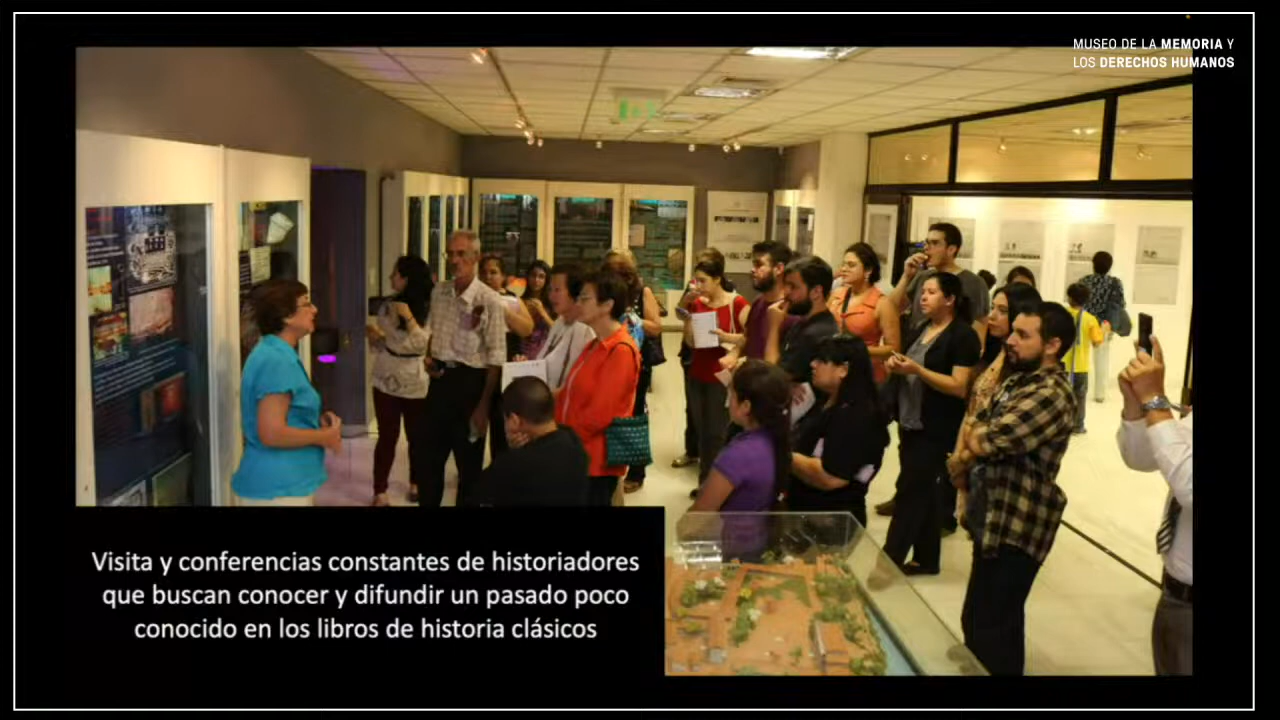 MUSEO DE LA MEMORIA Y
LOS DERECHOS HUMANOS
Visita y conferencias constantes de historiadores
que buscan conocer y difundir un pasado poco
conocido en los libros de historia clásicos